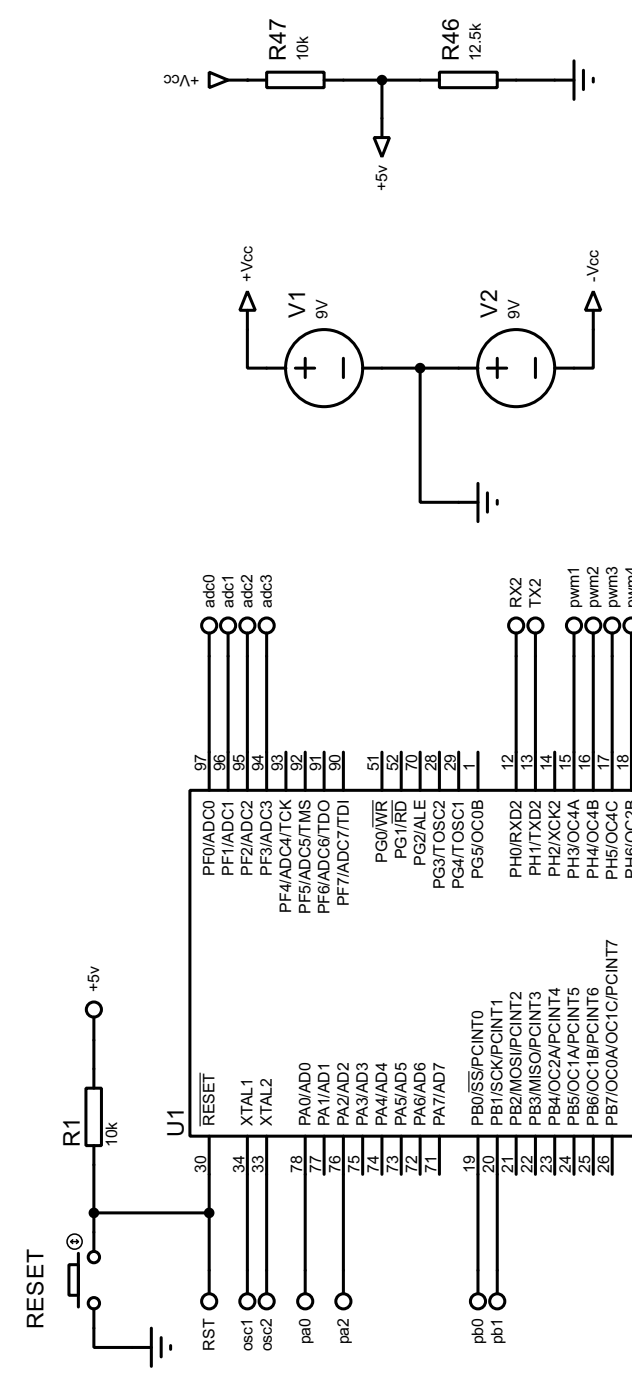 RESET
R1
10k
+5v
U1
RST
30
RESET
osc1
34
XTAL1
osc2
33
XTAL2
pa0
78
PA0/AD0
77
PA1/AD1
pa2
76
PA2/AD2
75
PA3/AD3
74
PA4/AD4
73
PA5/AD5
72
PA6/AD6
71
PA7/AD7
pb0
19
PB0/SS/PCINT0
pb1
20
PB1/SCK/PCINT1
21
PB2/MOSI/PCINT2
22
PB3/MISO/PCINT3
23
PB4/OC2A/PCINT4
24
PB5/OC1A/PCINT5
25
PB6/OC1B/PCINT6
26
PB7/OC0A/OC1C/PCINT7
PF0/ADC0
97
adc0
PF1/ADC1
96
adc1
PF2/ADC2
95
adc2
PF3/ADC3
94
adc3
PF4/ADC4/TCK
93
PF5/ADC5/TMS
92
PF6/ADC6/TDO
91
PF7/ADC7/TDI
90
PG0/WR
51
PG1/RD
52
PG2/ALE
70
PG3/TOSC2
28
PG4/TOSC1
29
PG5/OC0B
1
PH0/RXD2
12
RX2
PH1/TXD2
13
TX2
PH2/XCK2
14
PH3/OC4A
15
pwm1
PH4/OC4B
16
pwm2
PH5/OC4C
17
pwm3
PH6/OC2B
18
pwm4
+Vcc
V1
9V
V2
9V
-Vcc
+Vcc
R47
10k
+5v
R46
12.5k